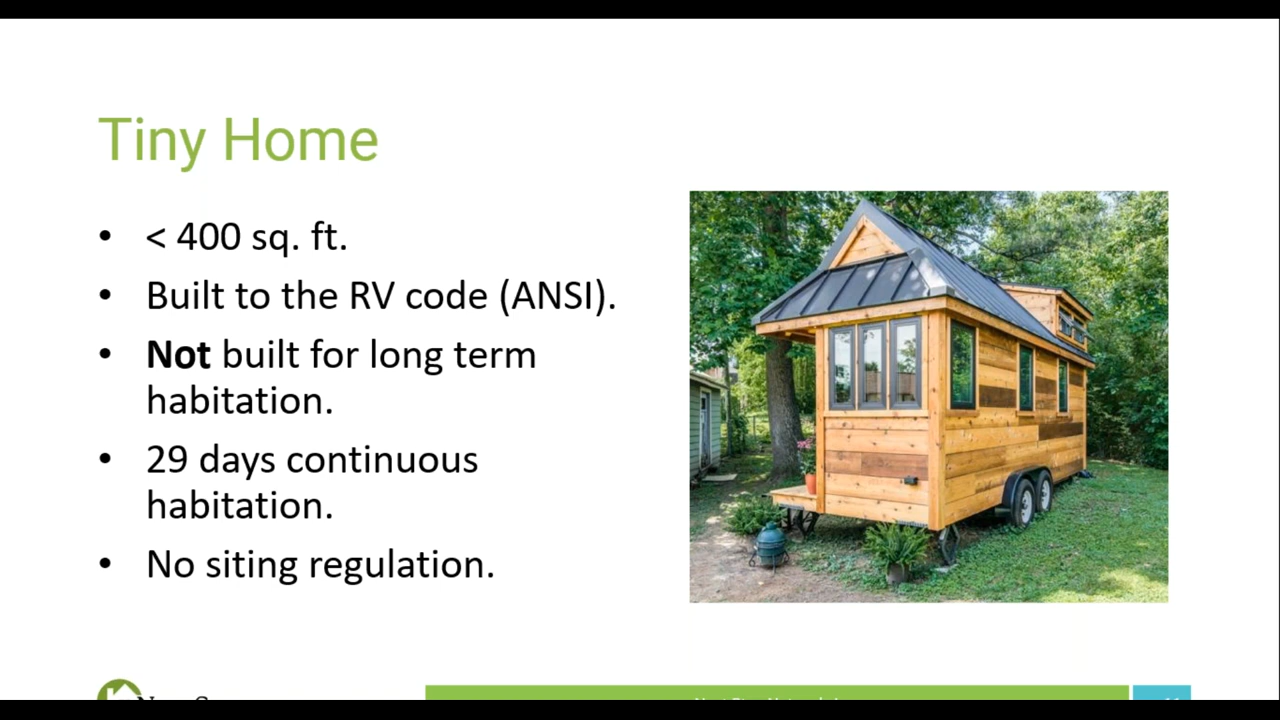 Tiny Home
• < 400 sq. ft.
• Built to the RV code (ANSI).
• Not built for long term
habitation.
• 29 days continuous
habitation.
• No siting regulation.